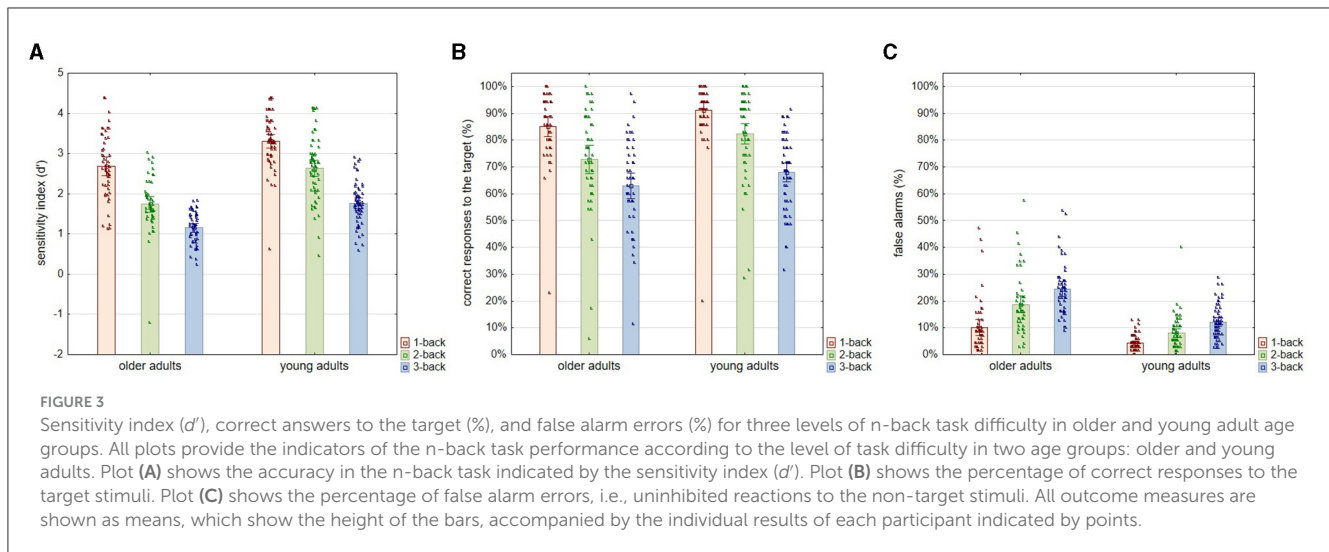 A
B
C
sensitivity index (d')
5
4
3
2
1
0
-1
-2
older adults
young adults
1-back
2-back
3-back
correct responses to the target (%)
100%
90%
80%
70%
60%
50%
40%
30%
20%
10%
0%
older adults
young adults
1-back
2-back
3-back
false alarms (%)
100%
90%
80%
70%
60%
50%
40%
30%
20%
10%
0%
older adults
young adults
1-back
2-back
3-back
FIGURE 3
Sensitivity index (d′), correct answers to the target (%), and false alarm errors (%) for three levels of n-back task difficulty in older and young adult age
groups. All plots provide the indicators of the n-back task performance according to the level of task difficulty in two age groups: older and young
adults. Plot (A) shows the accuracy in the n-back task indicated by the sensitivity index (d′). Plot (B) shows the percentage of correct responses to the
target stimuli. Plot (C) shows the percentage of false alarm errors, i.e., uninhibited reactions to the non-target stimuli. All outcome measures are
shown as means, which show the height of the bars, accompanied by the individual results of each participant indicated by points.